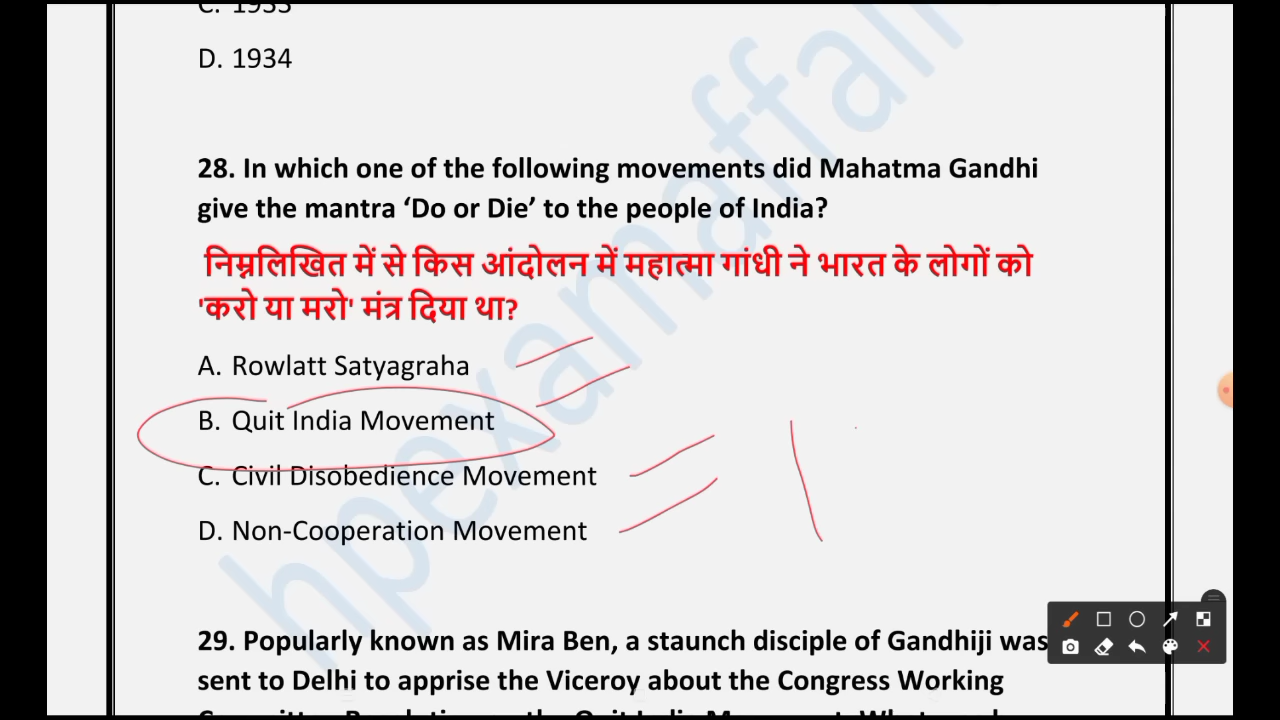 C. 1933
D. 1934
28. In which one of the following movements did Mahatma Gandhi
give the mantra ‘Do or Die’ to the people of India?
निम्नलिखित में से किस आंदोलन में महात्मा गांधी ने भारत के लोगों को
'करो या मरो' मंत्र दिया था?
A. Rowlatt Satyagraha
B. Quit India Movement
C. Civil Disobedience Movement
D. Non-Cooperation Movement
29. Popularly known as Mira Ben, a staunch disciple of Gandhiji was
sent to Delhi to apprise the Viceroy about the Congress Working
hpexamaffair